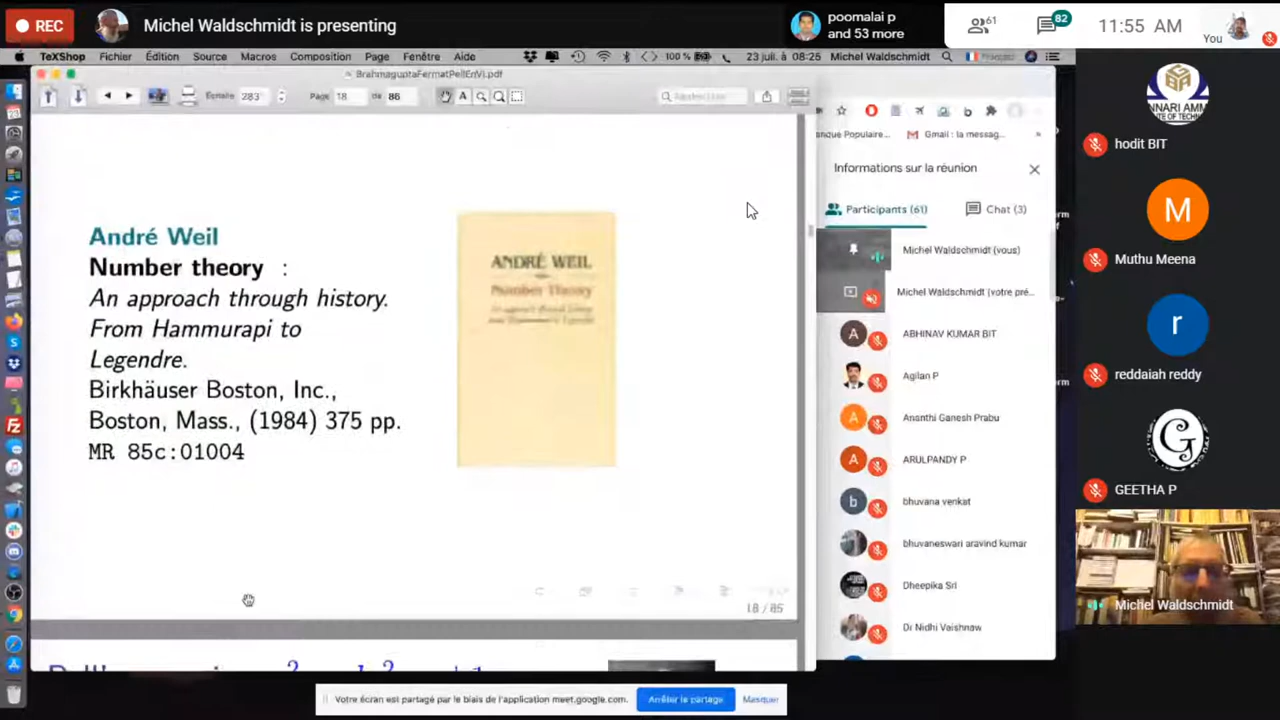 REC
Michel Waldschmidt is presenting
poomalai p
and 53 more
61
82
11:55 AM
You
TeXShop Fichier Édition Source Macros Composition Page Fenêtre Aide
100 %
23 juil. à 08:25 Michel Waldschmidt
Français
BrahmaguptaFermatPellEnVI.pdf
Échelle 283
Page 18 de 86
André Weil
Number theory :
An approach through history.
From Hammurapi to
Legendre.
Birkhäuser Boston, Inc.,
Boston, Mass., (1984) 375 pp.
MR 85c:01004
ANDRÉ WEIL
Number Theory
18 / 85
anque Populaire...
Gmail : la messag...
»
Informations sur la réunion
Participants (61)
Chat (3)
Michel Waldschmidt (vous)
Michel Waldschmidt (votre pré...
A
ABHINAV KUMAR BIT
Agilan P
A
Ananthi Ganesh Prabu
A
ARULPANDY P
b
bhuvana venkat
bhuvaneswari aravind kumar
Dheepika Sri
Dr Nidhi Vaishnaw
NNARI AMM
hodit BIT
M
Muthu Meena
r
reddaiah reddy
G
GEETHA P
Michel Waldschmidt
Votre écran est partagé par le biais de l'application meet.google.com.
Arrêter le partage
Masquer